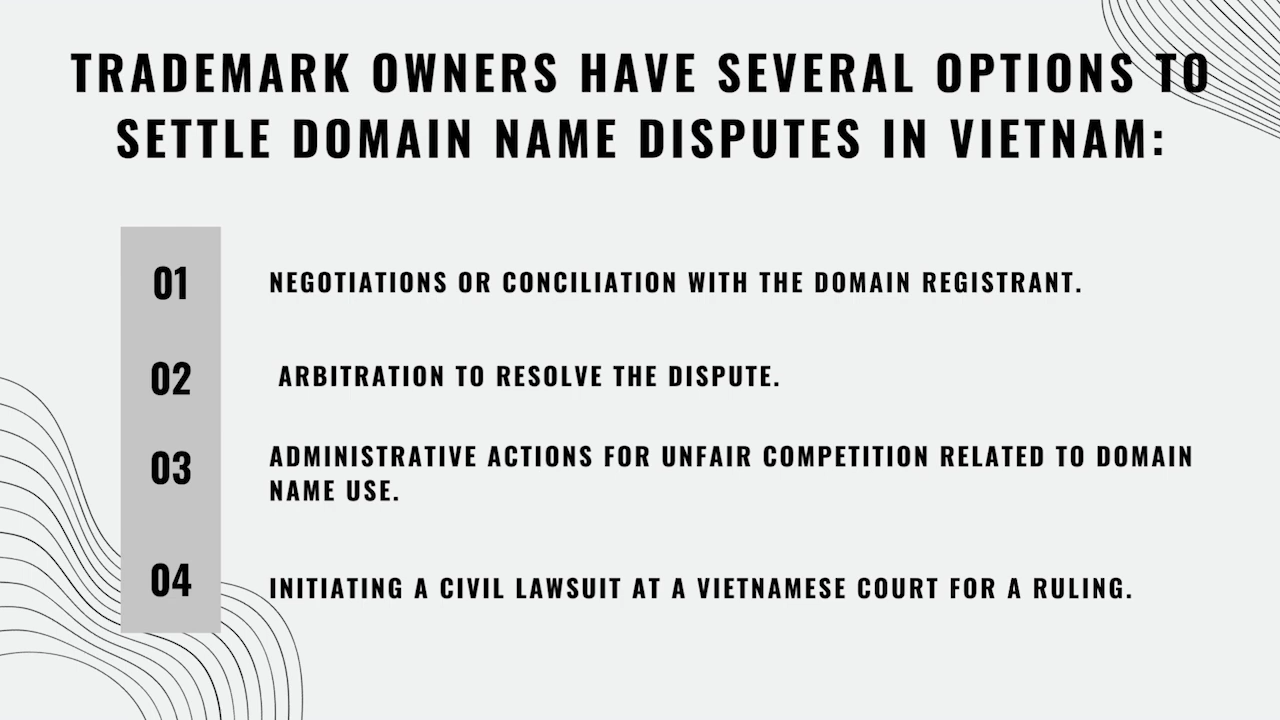 TRADEMARK OWNERS HAVE SEVERAL OPTIONS TO
SETTLE DOMAIN NAME DISPUTES IN VIETNAM:
01
NEGOTIATIONS OR CONCILIATION WITH THE DOMAIN REGISTRANT.
02
ARBITRATION TO RESOLVE THE DISPUTE.
03
ADMINISTRATIVE ACTIONS FOR UNFAIR COMPETITION RELATED TO DOMAIN
NAME USE.
04
INITIATING A CIVIL LAWSUIT AT A VIETNAMESE COURT FOR A RULING.